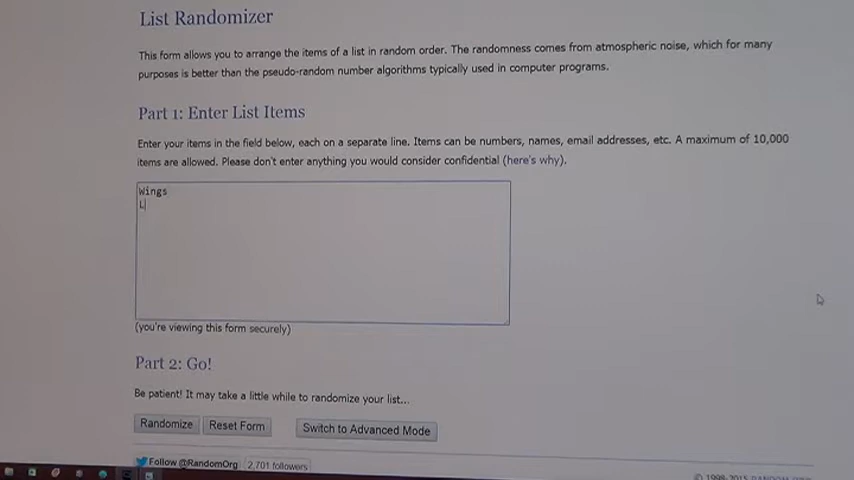 List Randomizer
This form allows you to arrange the items of a list in random order. The randomness comes from atmospheric noise, which for many
purposes is better than the pseudo-random number algorithms typically used in computer programs.
Part 1: Enter List Items
Enter your items in the field below, each on a separate line. Items can be numbers, names, email addresses, etc. A maximum of 10,000
items are allowed. Please don't enter anything you would consider confidential (here's why).
Wings
L
(you're viewing this form securely)
Part 2: Go!
Be patient! It may take a little while to randomize your list...
Randomize Reset Form Switch to Advanced Mode
Follow @RandomOrg 2,701 followers
© 1998-2015 RANDOM.ORG